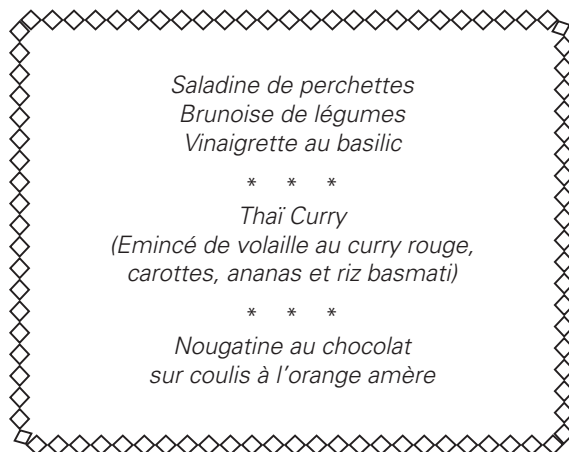 Saladine de perchettes
Brunoise de légumes
Vinaigrette au basilic
* * *
Thaï Curry
(Emincé de volaille au curry rouge,
carottes, ananas et riz basmati)
* * *
Nougatine au chocolat
sur coulis à l'orange amère